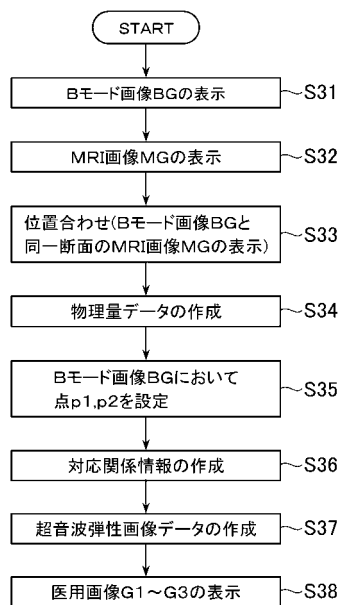 START
Bモード画像BGの表示
S31
MRI画像MGの表示
S32
位置合わせ(Bモード画像BGと
同一断面のMRI画像MGの表示)
S33
物理量データの作成
S34
Bモード画像BGにおいて
点p1,p2を設定
S35
対応関係情報の作成
S36
超音波弾性画像データの作成
S37
医用画像G1～G3の表示
S38